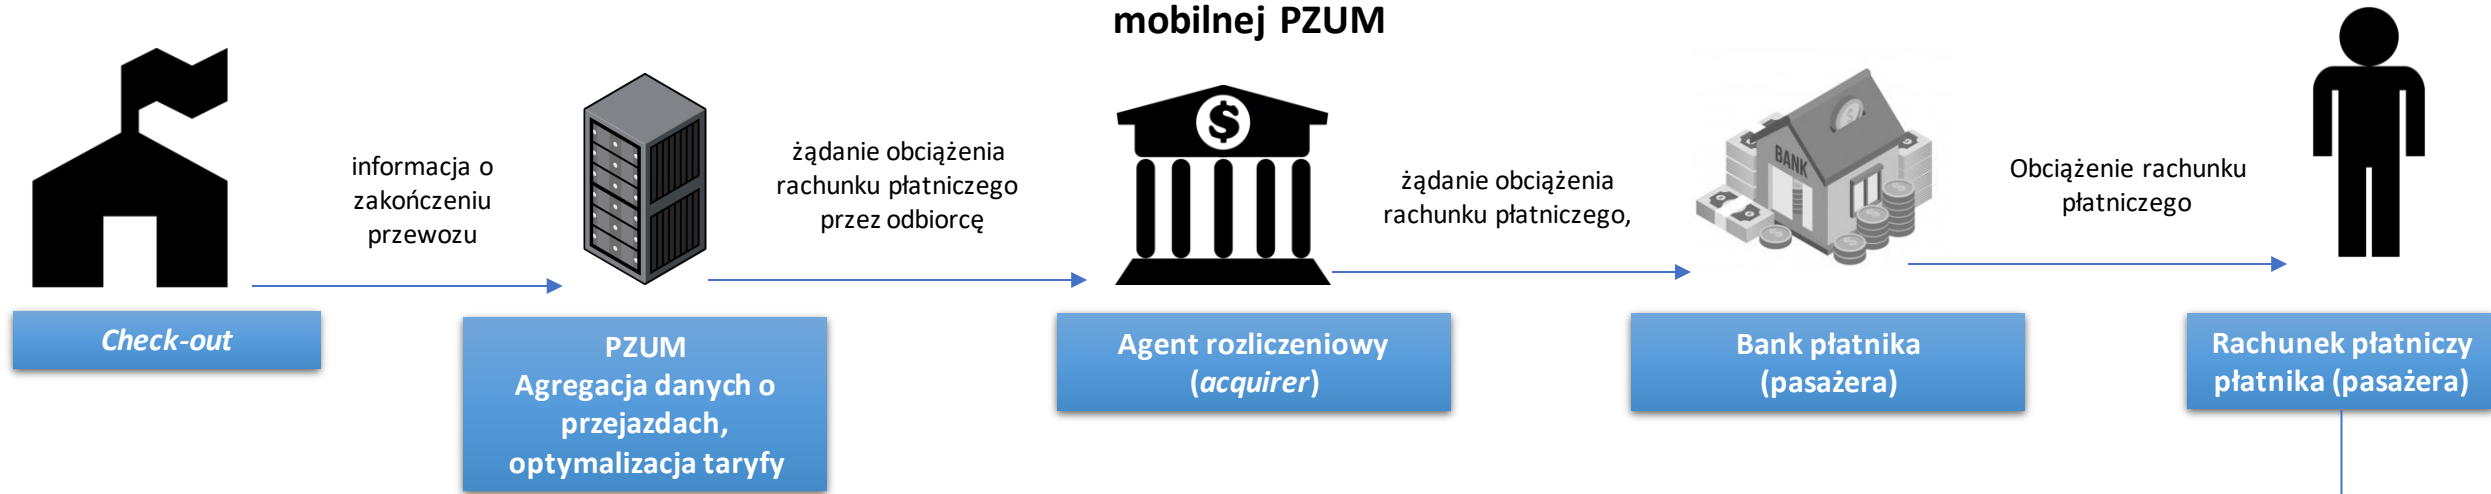 mobilnej PZUM
informacja o
zakończeniu
przewozu
żądanie obciążenia
rachunku płatniczego
przez odbiorcę
żądanie obciążenia
rachunku płatniczego,
Obciążenie rachunku
płatniczego
BANK
Check-out
PZUM
Agregacja danych o
przejazdach,
optymalizacja taryfy
Agent rozliczeniowy
(acquirer)
Bank płatnika
(pasażera)
Rachunek płatniczy
płatnika (pasażera)